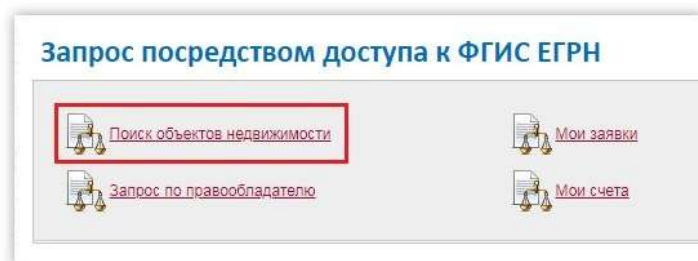 Запрос посредством доступа к ФГИС ЕГРН
Поиск объектов недвижимости
Мои заявки
Запрос по правообладателю
Мои счета